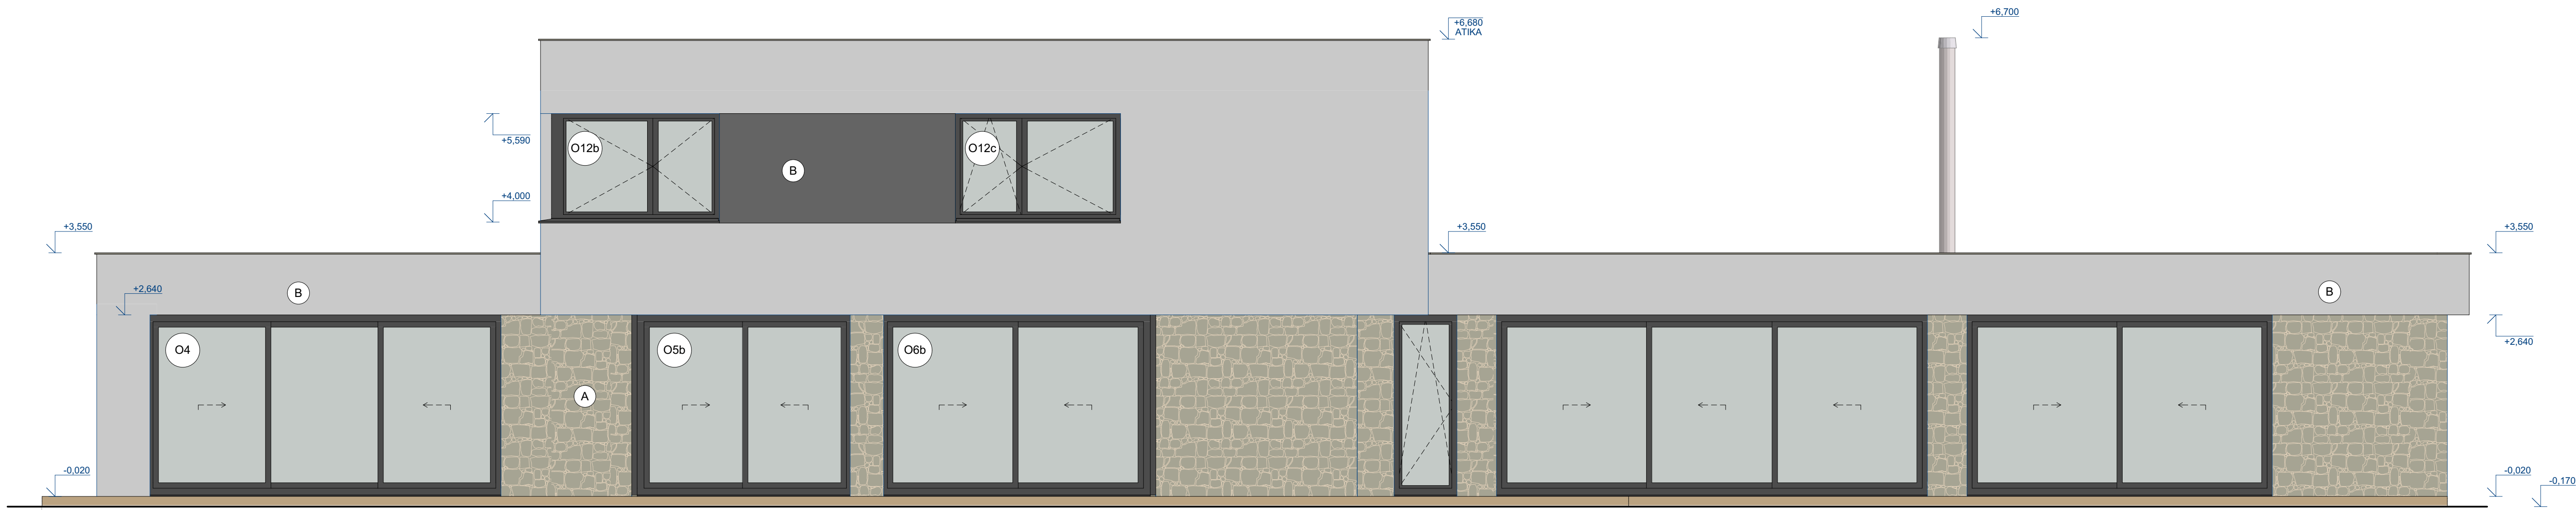 +6,700
+6,680
ATIKA
+5,590
O12b
O12c
B
+4,000
+3,550
+3,550
+3,550
+2,640
B
B
+2,640
O4
O5b
O6b
A
-0,020
-0,020
-0,170